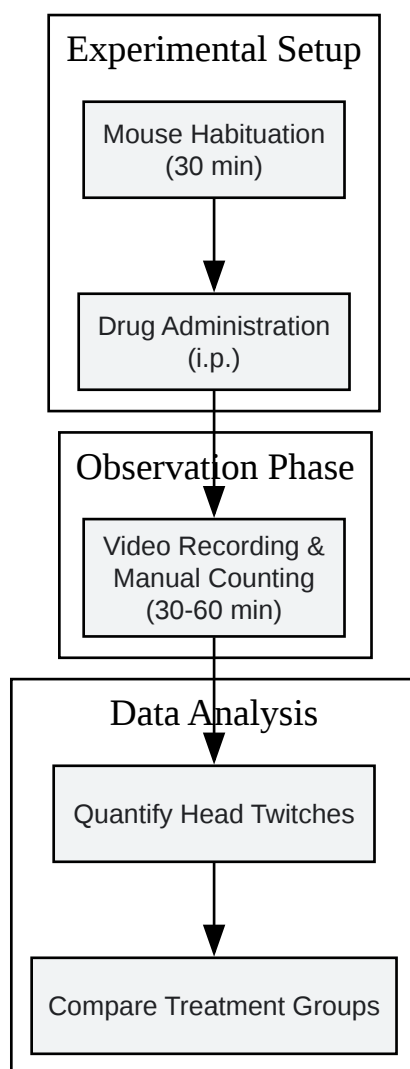 Experimental Setup
Mouse Habituation
(30 min)
Drug Administration
(i.p.)
Observation Phase
Video Recording &
Manual Counting
(30-60 min)
Data Analysis
Quantify Head Twitches
Compare Treatment Groups